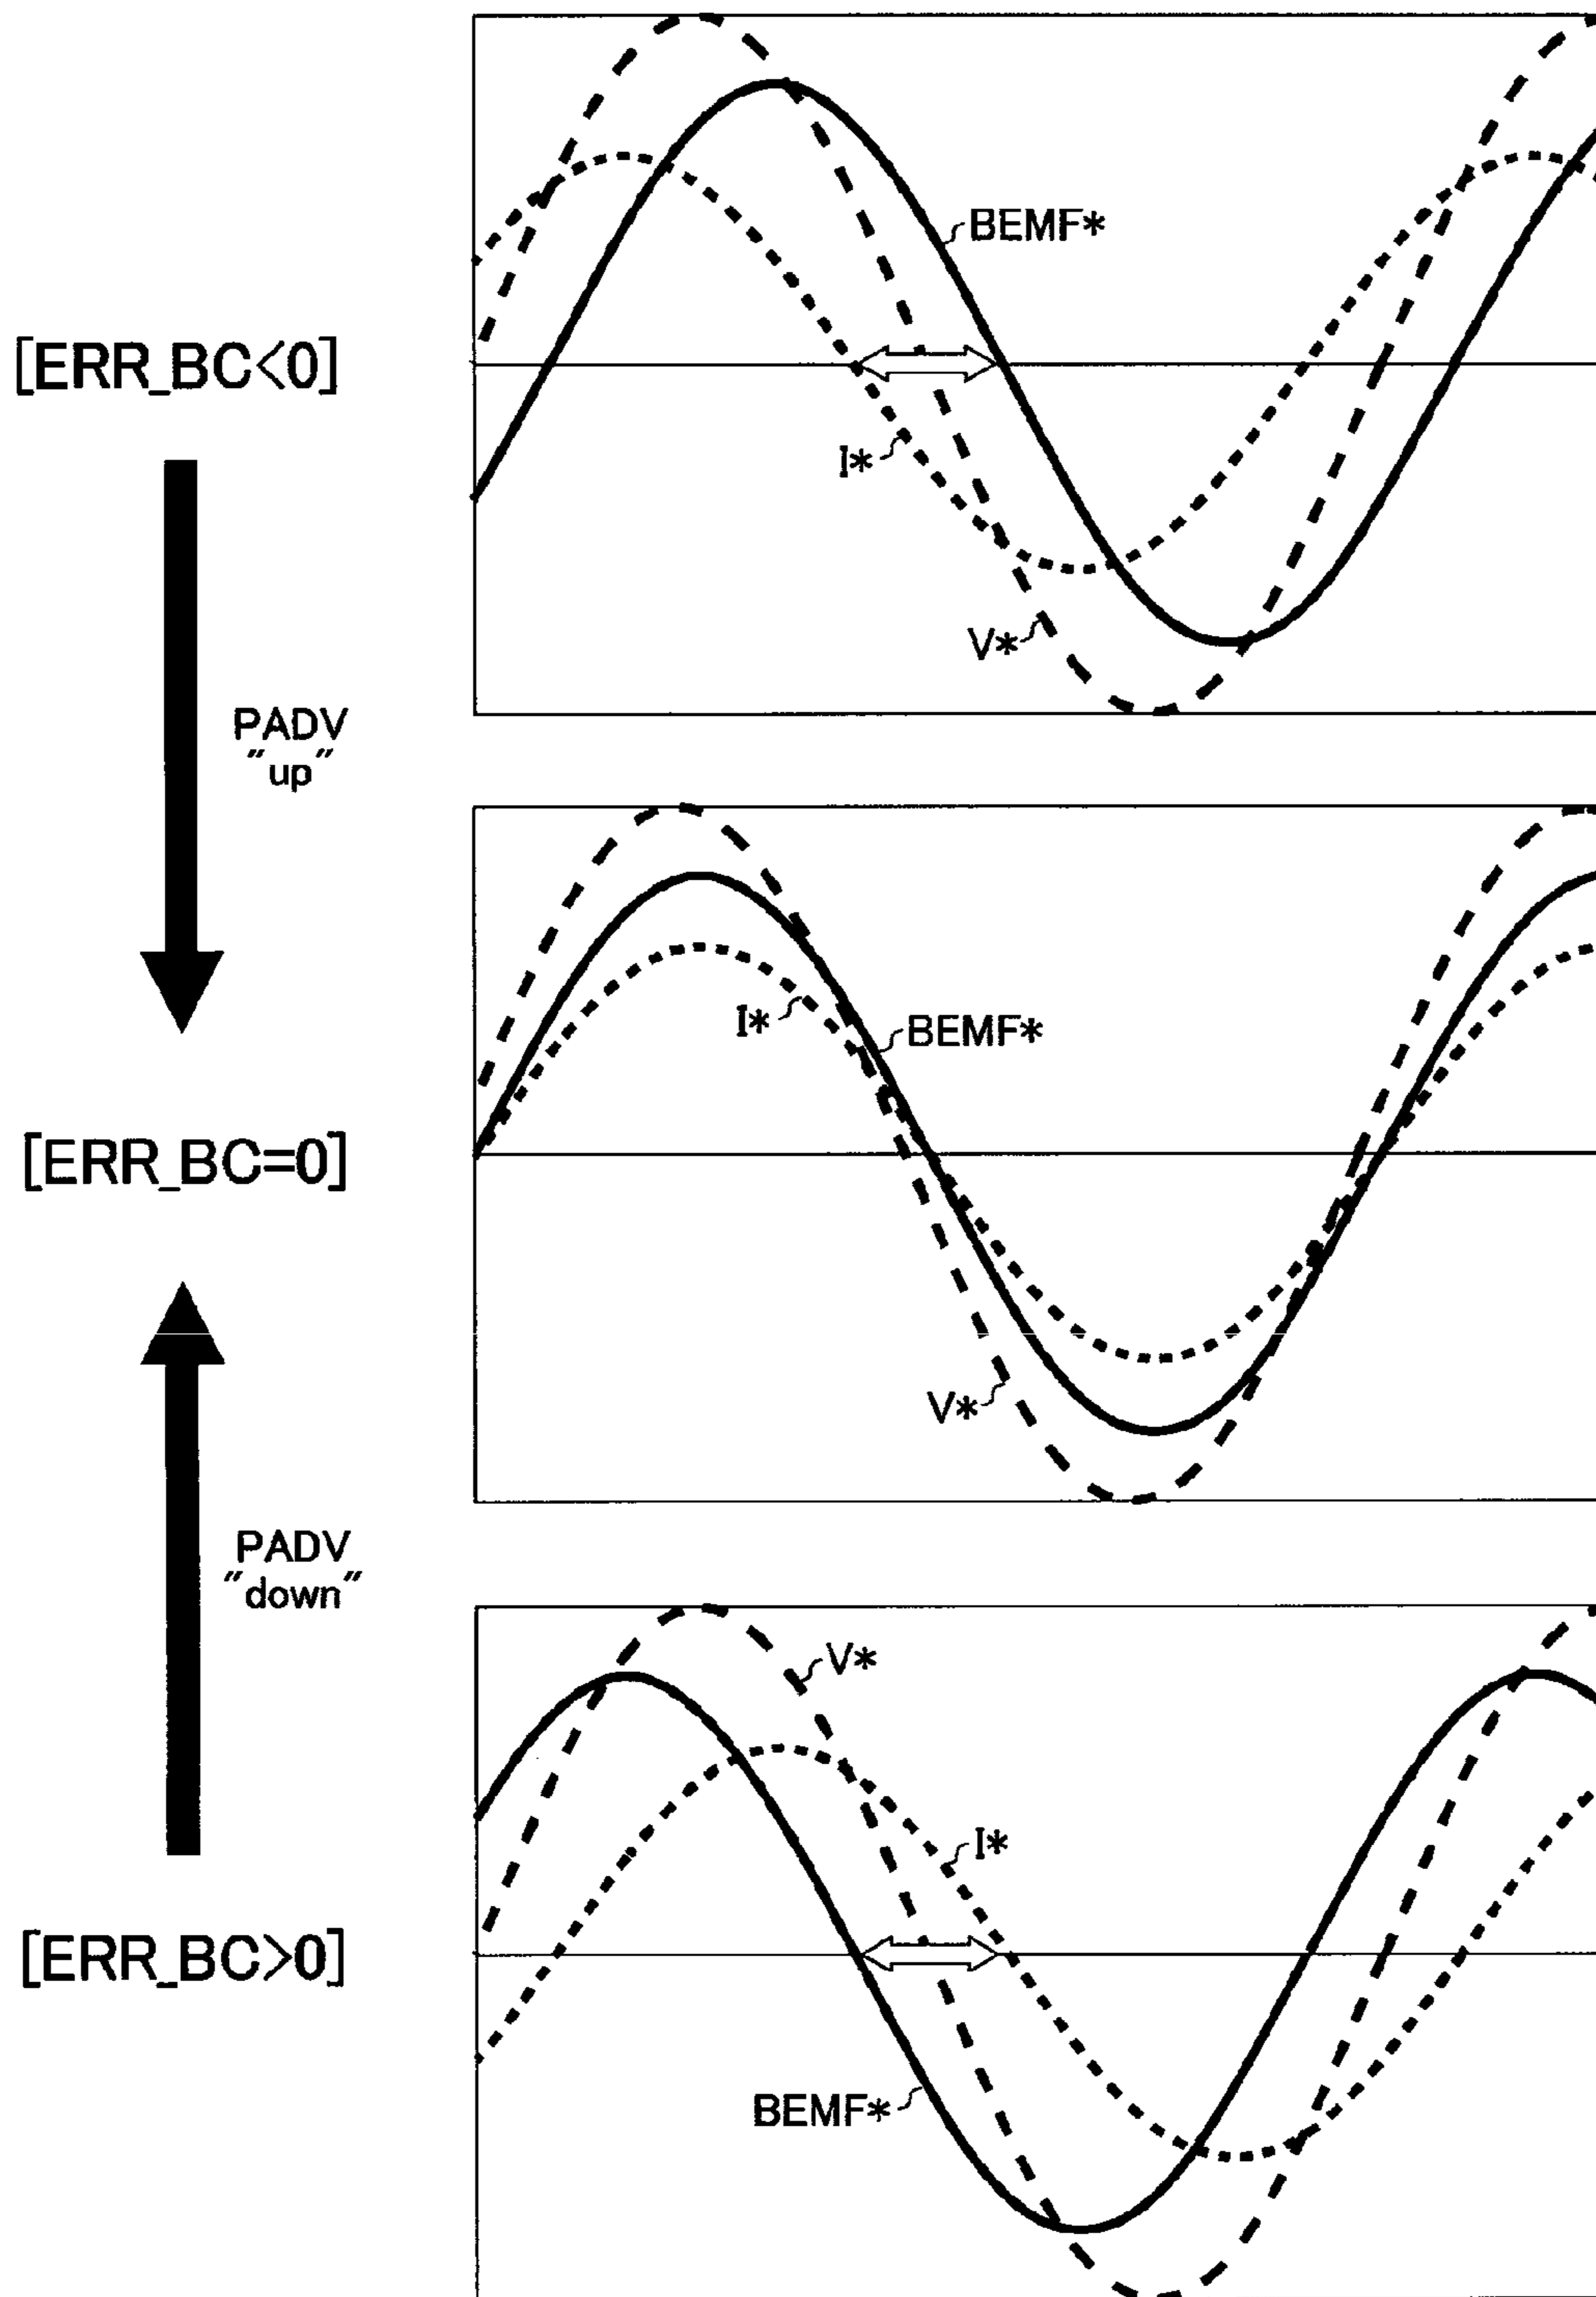 BEMF*
[ERR_BC<0]
I*
V*
PADV
"up"
I*
BEMF*
[ERR_BC=0]
V*
PADV
"down"
V*
I*
[ERR_BC>0]
BEMF*